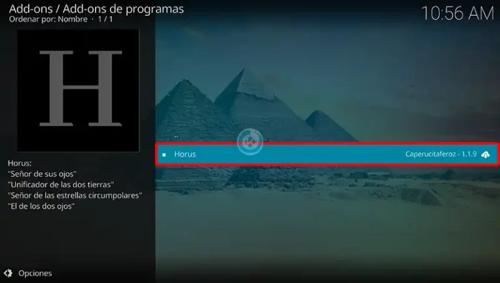 Add-ons / Add-ons de programas
Ordenar por: Nombre · 1 / 1
10:56 AM
H
Horus
Caperucitaferoz - 1.1.9
Horus:
"Señor de sus ojos"
"Unificador de las dos tierras"
"Señor de las estrellas circumpolares"
"El de los dos ojos"
Opciones